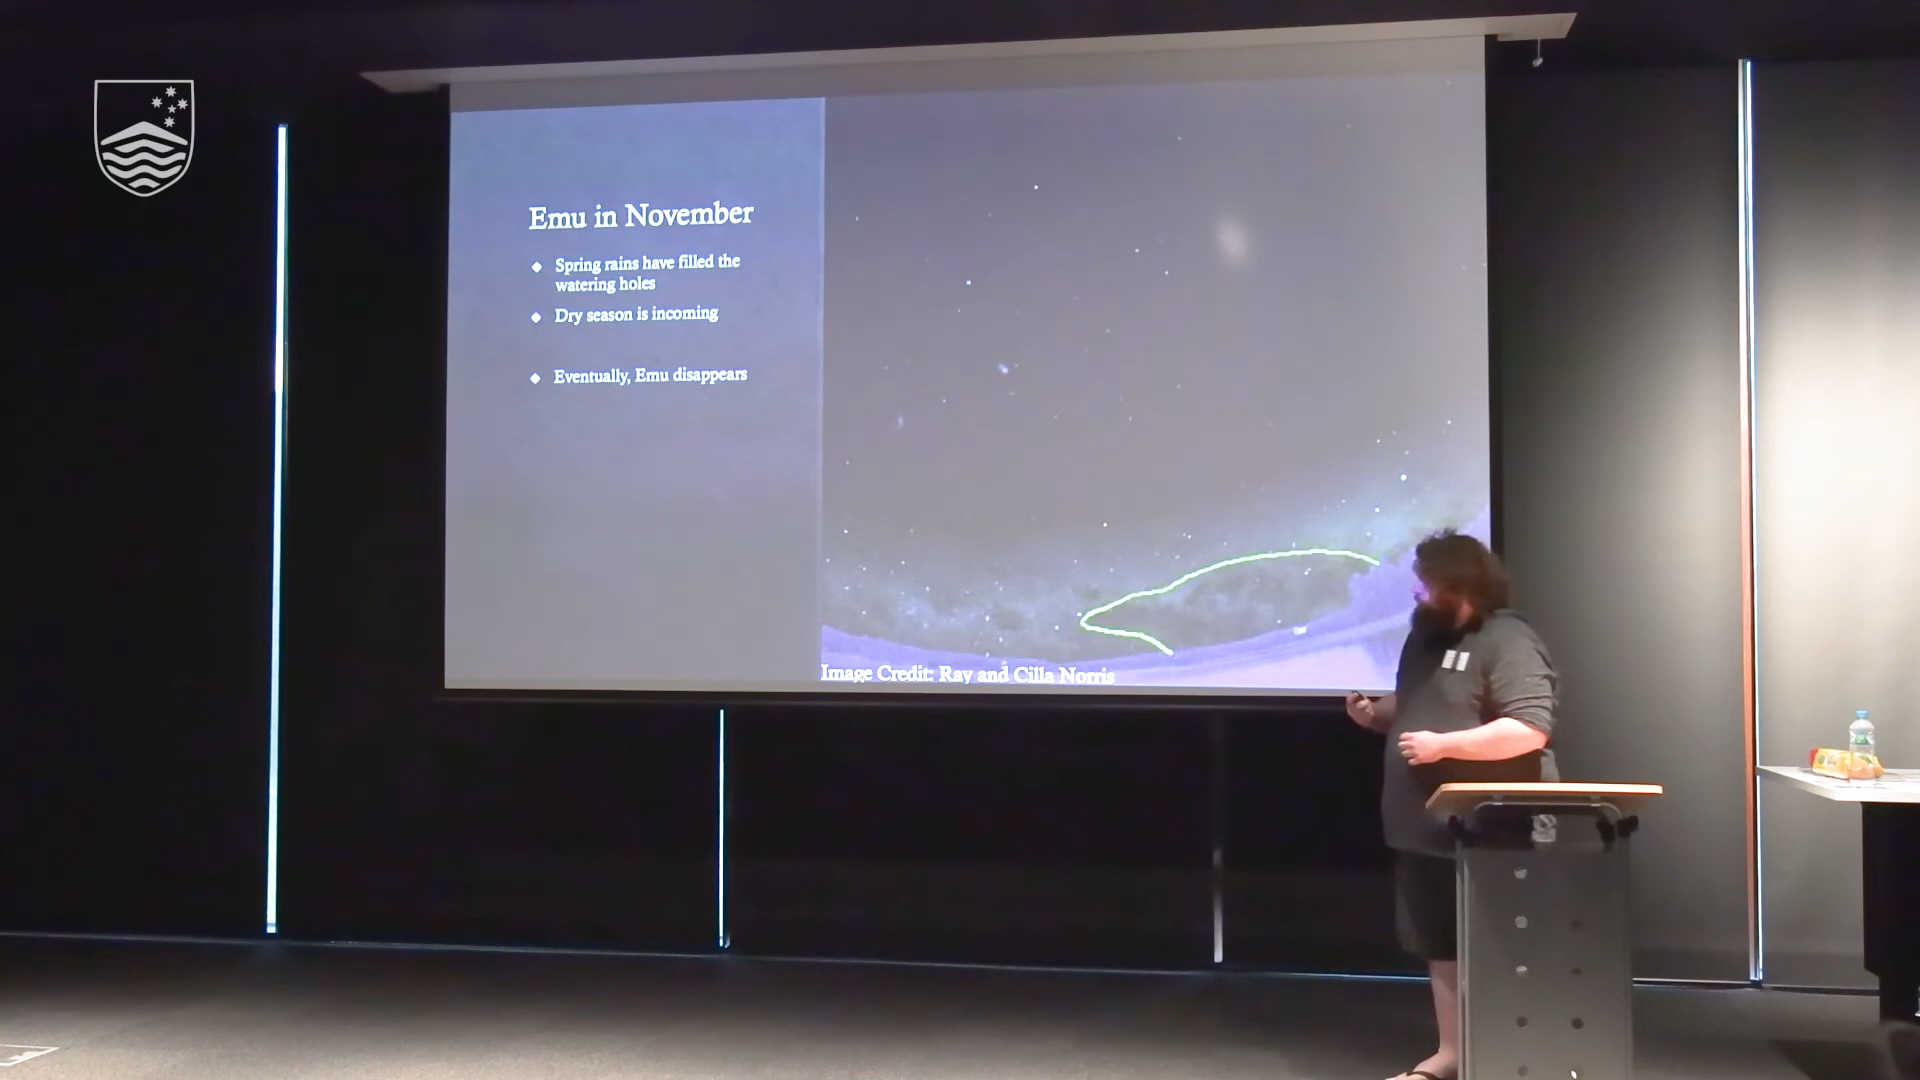 Emu in November
Spring rains have filled the
watering holes
Dry season is incoming
Eventually, Emu disappears
Image Credit: Ray and Cilla Norris